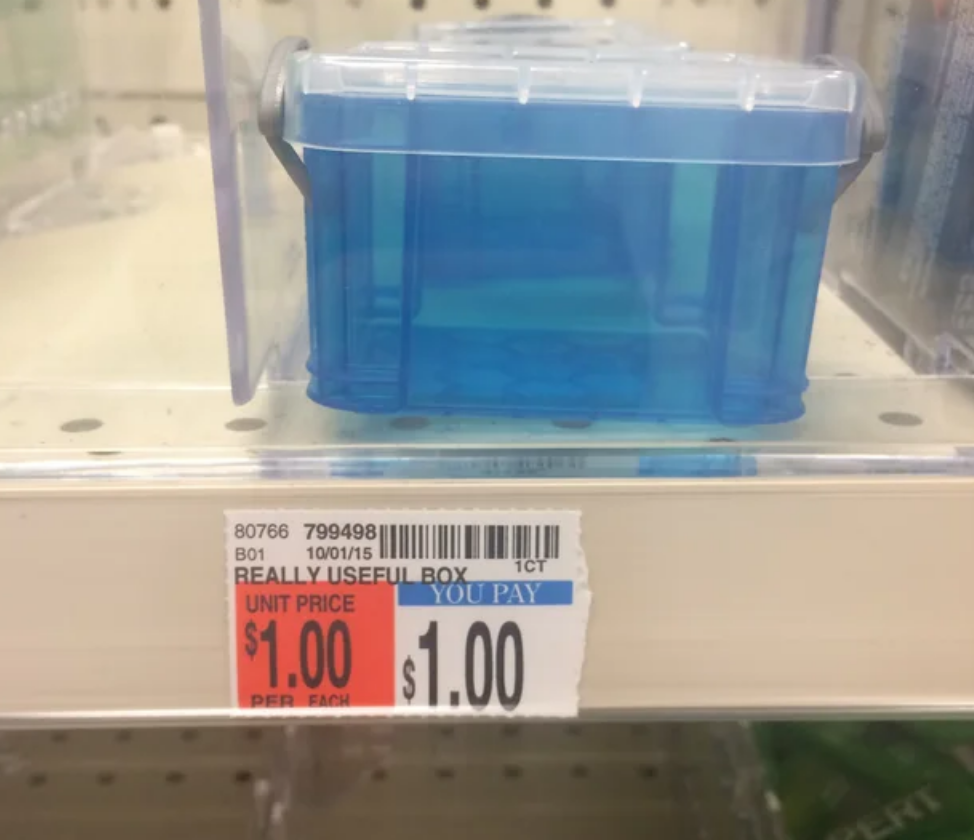 80766 799498
B01 10/01/15 1CT
REALLY USEFUL BOX
UNIT PRICE YOU PAY
$1.00 $1.00
PER EACH